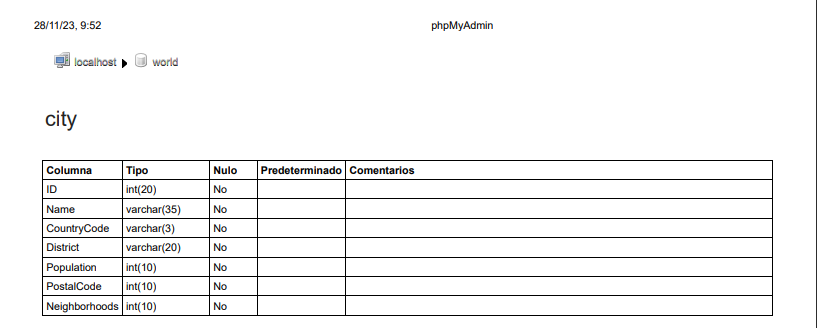 28/11/23, 9:52 phpMyAdmin
localhost world
city
Columna Tipo Nulo Predeterminado Comentarios
ID int(20) No
Name varchar(35) No
CountryCode varchar(3) No
District varchar(20) No
Population int(10) No
PostalCode int(10) No
Neighborhoods int(10) No